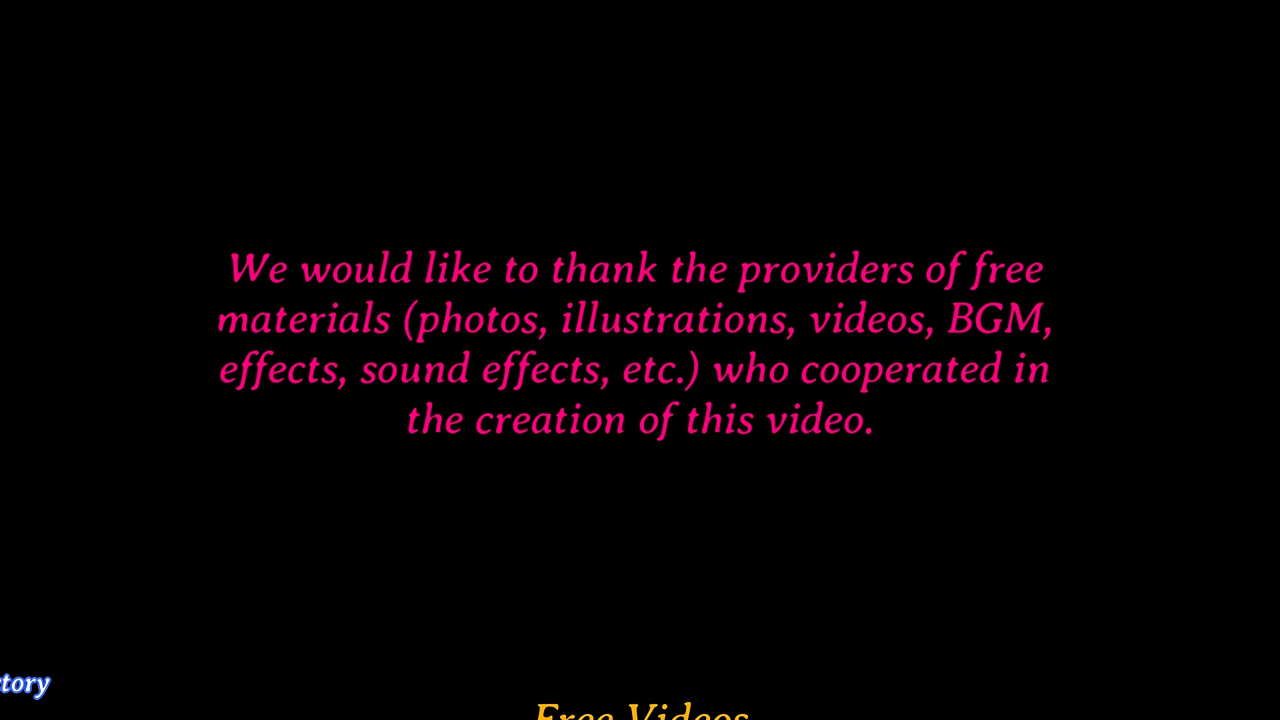 We would like to thank the providers of free
materials (photos, illustrations, videos, BGM,
effects, sound effects, etc.) who cooperated in
the creation of this video.
ctory
Free Videos